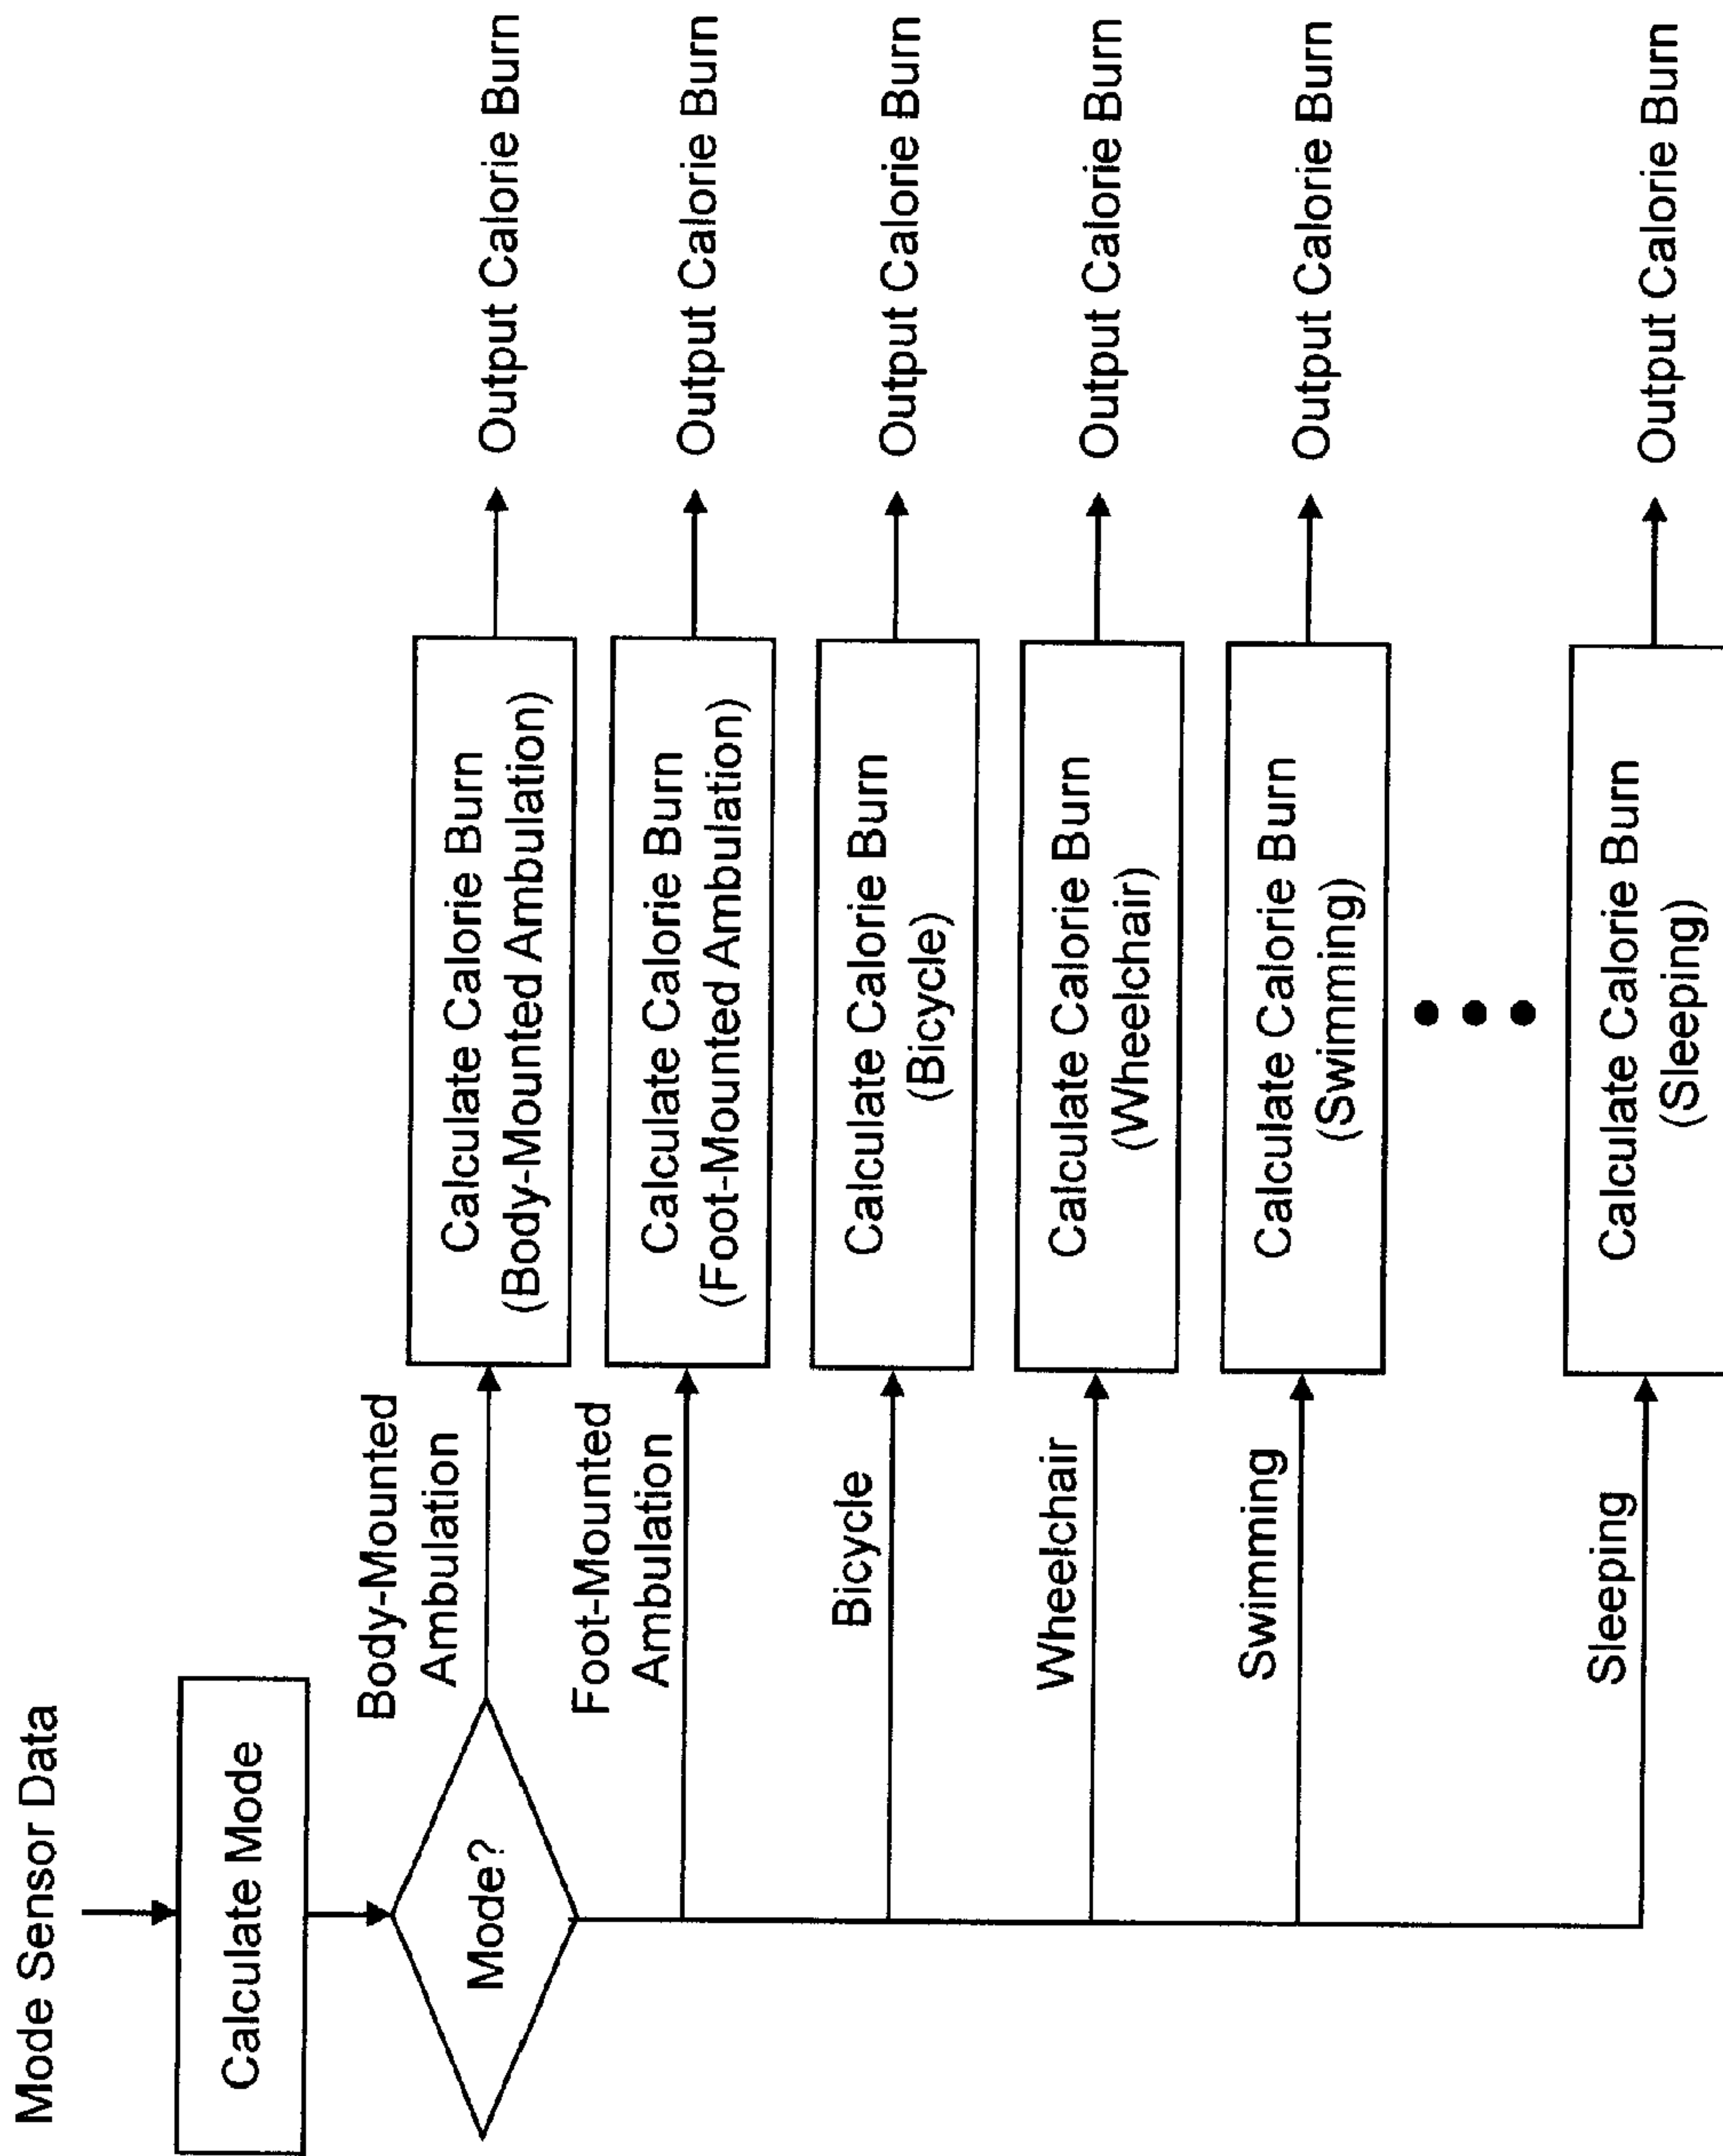 Mode Sensor Data
Calculate Mode
Mode?
Body-Mounted
Ambulation
Calculate Calorie Burn
(Body-Mounted Ambulation)
Output Calorie Burn
Foot-Mounted
Ambulation
Calculate Calorie Burn
(Foot-Mounted Ambulation)
Output Calorie Burn
Bicycle
Calculate Calorie Burn
(Bicycle)
Output Calorie Burn
Wheelchair
Calculate Calorie Burn
(Wheelchair)
Output Calorie Burn
Swimming
Calculate Calorie Burn
(Swimming)
Output Calorie Burn
Sleeping
Calculate Calorie Burn
(Sleeping)
Output Calorie Burn